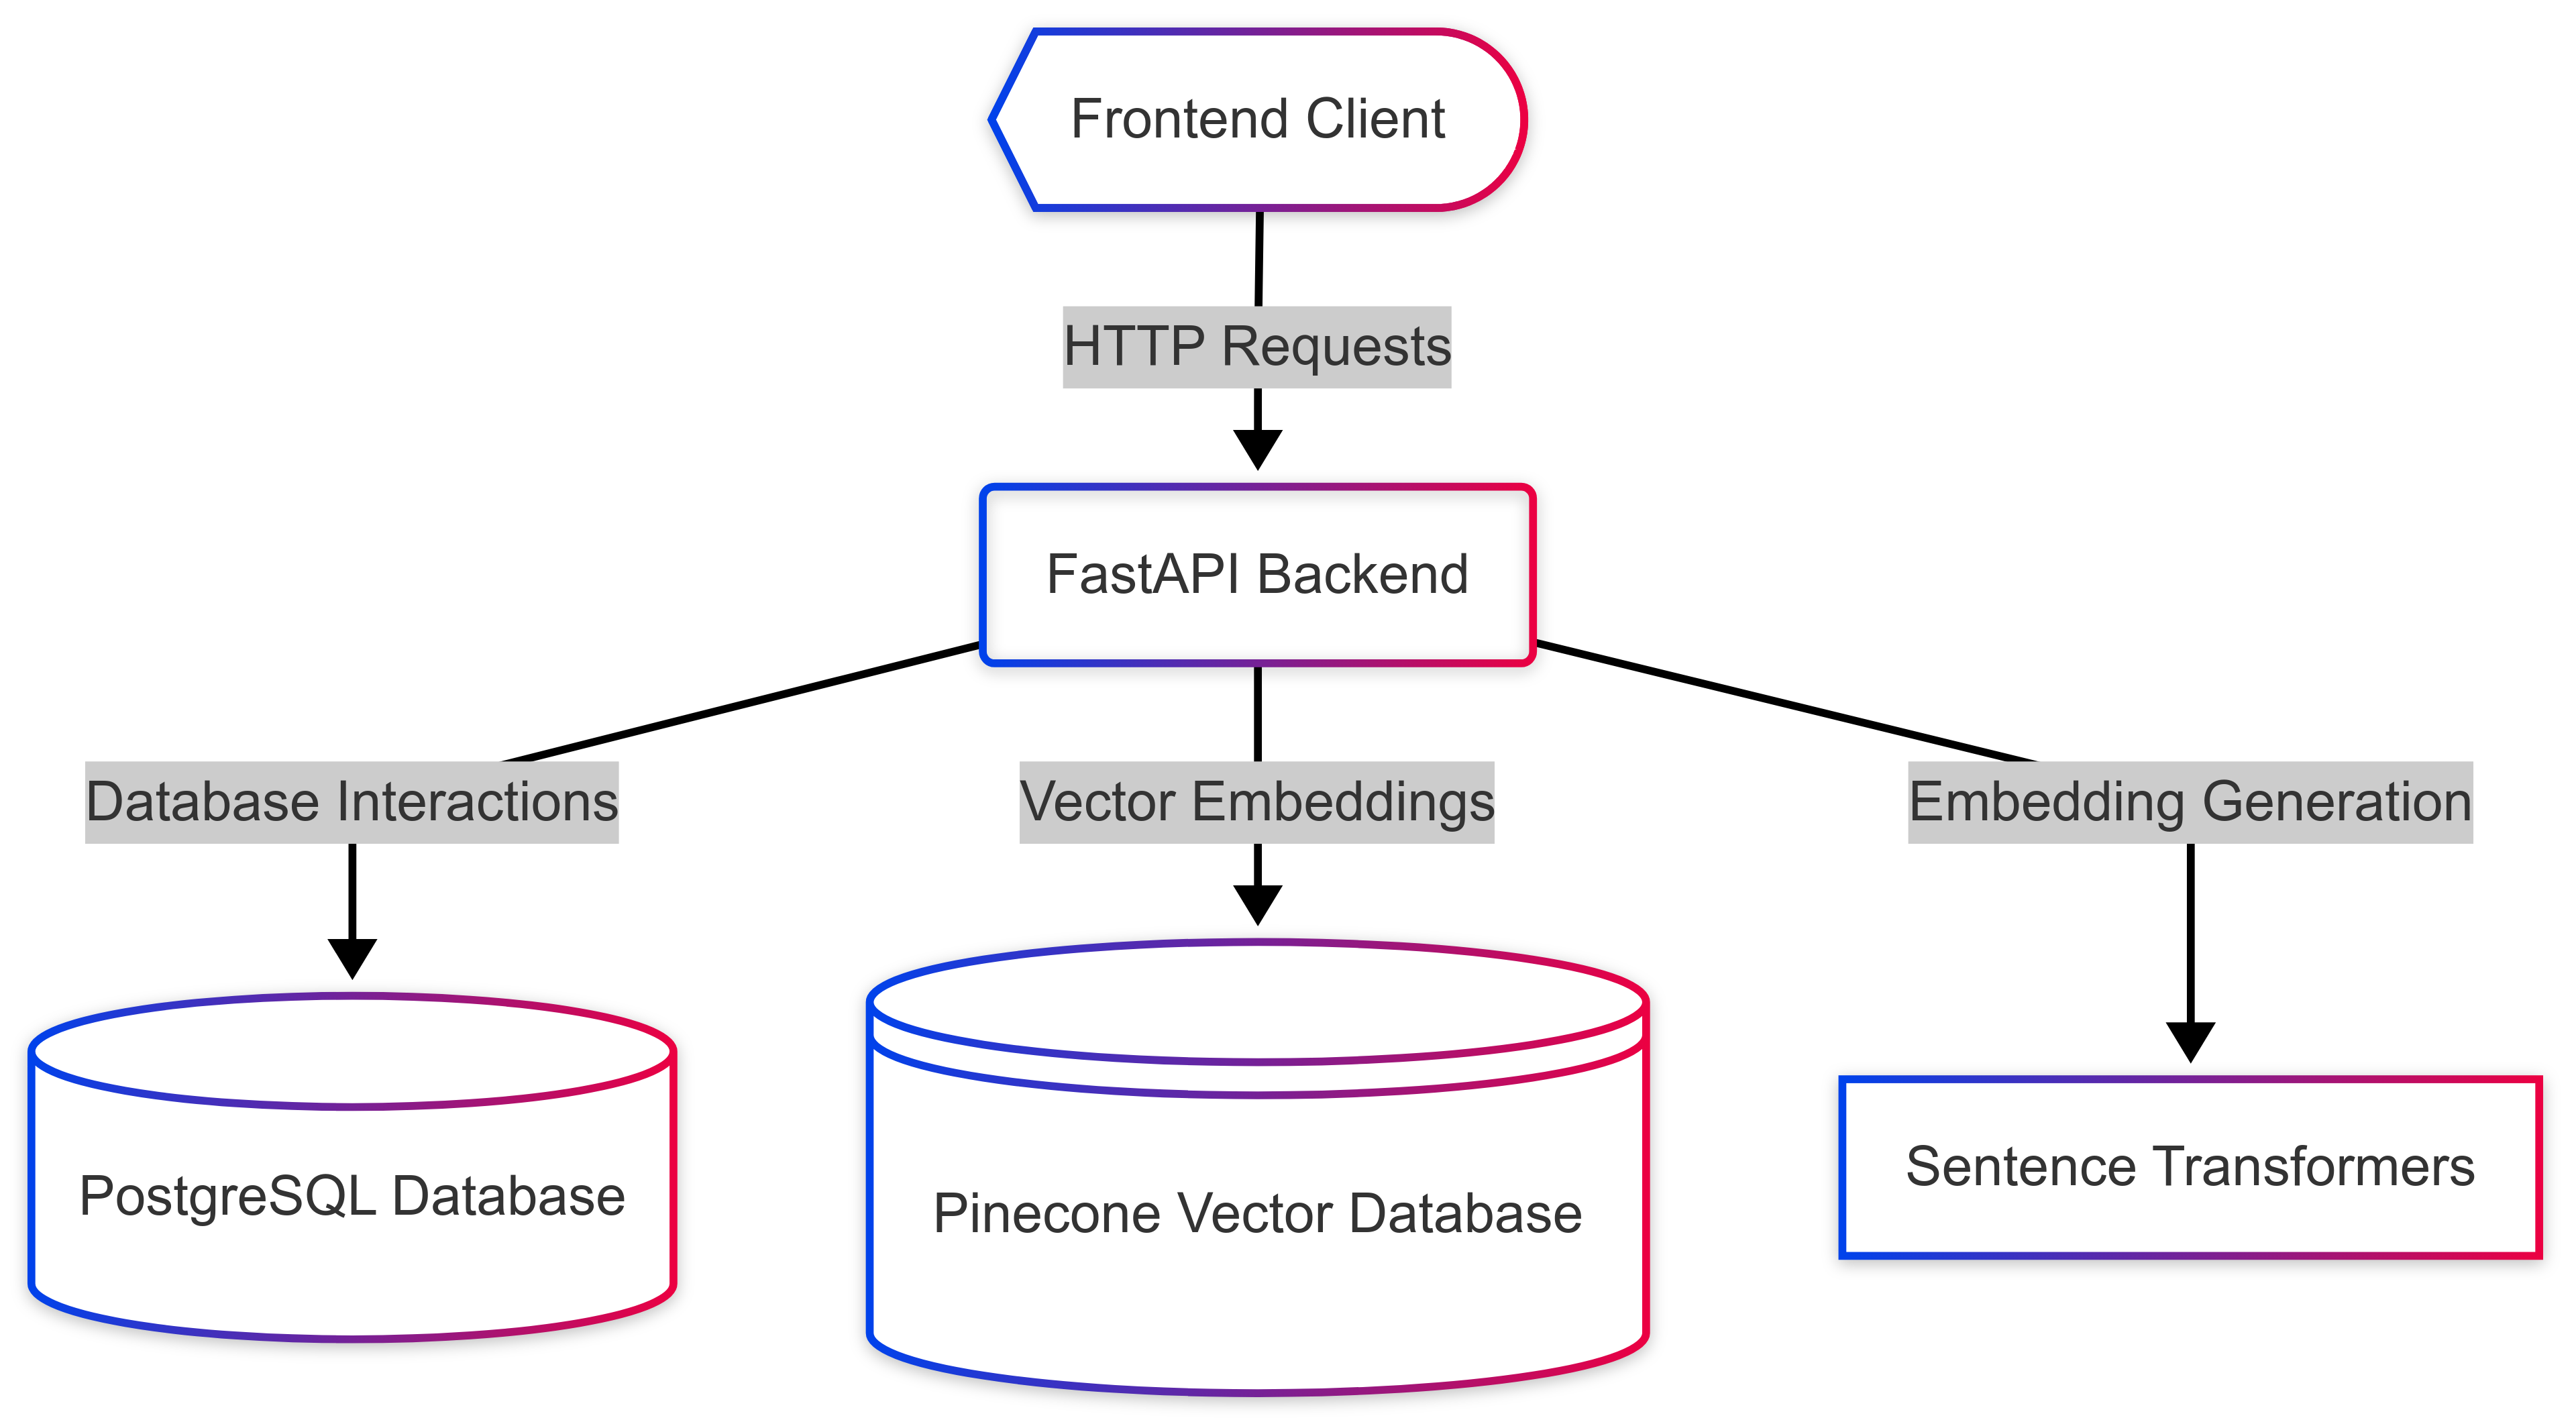 Frontend Client
HTTP Requests
FastAPI Backend
Database Interactions
Vector Embeddings
Embedding Generation
PostgreSQL Database
Pinecone Vector Database
Sentence Transformers